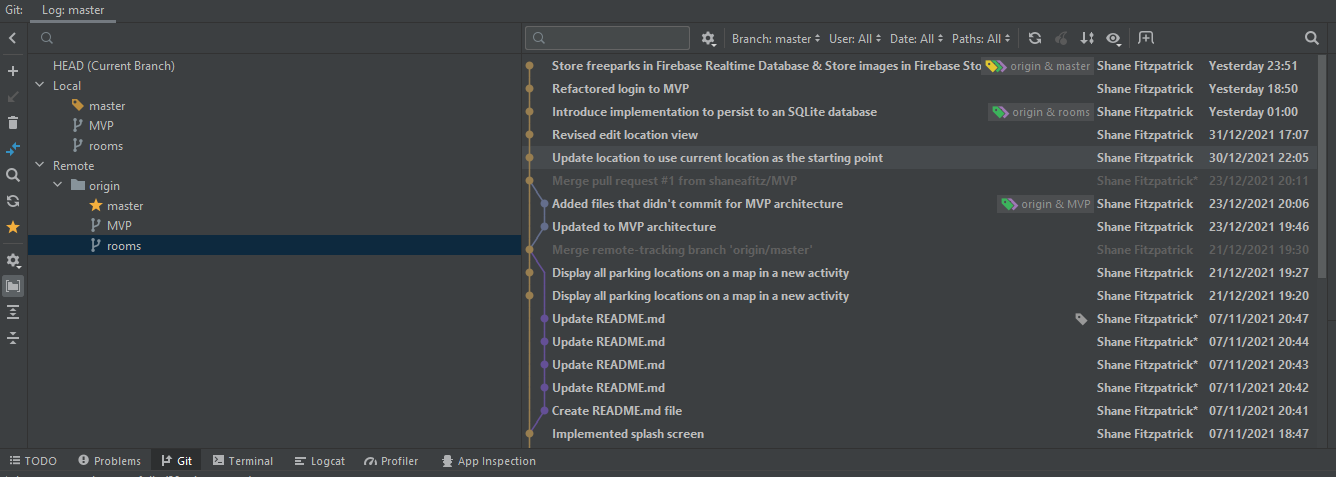 Git: Log: master
Branch: master User: All Date: All Paths: All
HEAD (Current Branch)
Local
master
MVP
rooms
Remote
origin
master
MVP
rooms
Store freeparks in Firebase Realtime Database & Store images in Firebase Sto origin & master Shane Fitzpatrick Yesterday 23:51
Refactored login to MVP Shane Fitzpatrick Yesterday 18:50
Introduce implementation to persist to an SQLite database origin & rooms Shane Fitzpatrick Yesterday 01:00
Revised edit location view Shane Fitzpatrick 31/12/2021 17:07
Update location to use current location as the starting point Shane Fitzpatrick 30/12/2021 22:05
Merge pull request #1 from shaneafitz/MVP Shane Fitzpatrick* 23/12/2021 20:11
Added files that didn't commit for MVP architecture origin & MVP Shane Fitzpatrick 23/12/2021 20:06
Updated to MVP architecture Shane Fitzpatrick 23/12/2021 19:46
Merge remote-tracking branch 'origin/master' Shane Fitzpatrick 21/12/2021 19:30
Display all parking locations on a map in a new activity Shane Fitzpatrick 21/12/2021 19:27
Display all parking locations on a map in a new activity Shane Fitzpatrick 21/12/2021 19:20
Update README.md Shane Fitzpatrick* 07/11/2021 20:47
Update README.md Shane Fitzpatrick* 07/11/2021 20:44
Update README.md Shane Fitzpatrick* 07/11/2021 20:43
Update README.md Shane Fitzpatrick* 07/11/2021 20:42
Create README.md file Shane Fitzpatrick* 07/11/2021 20:41
Implemented splash screen Shane Fitzpatrick 07/11/2021 18:47
TODO Problems Git Terminal Logcat Profiler App Inspection